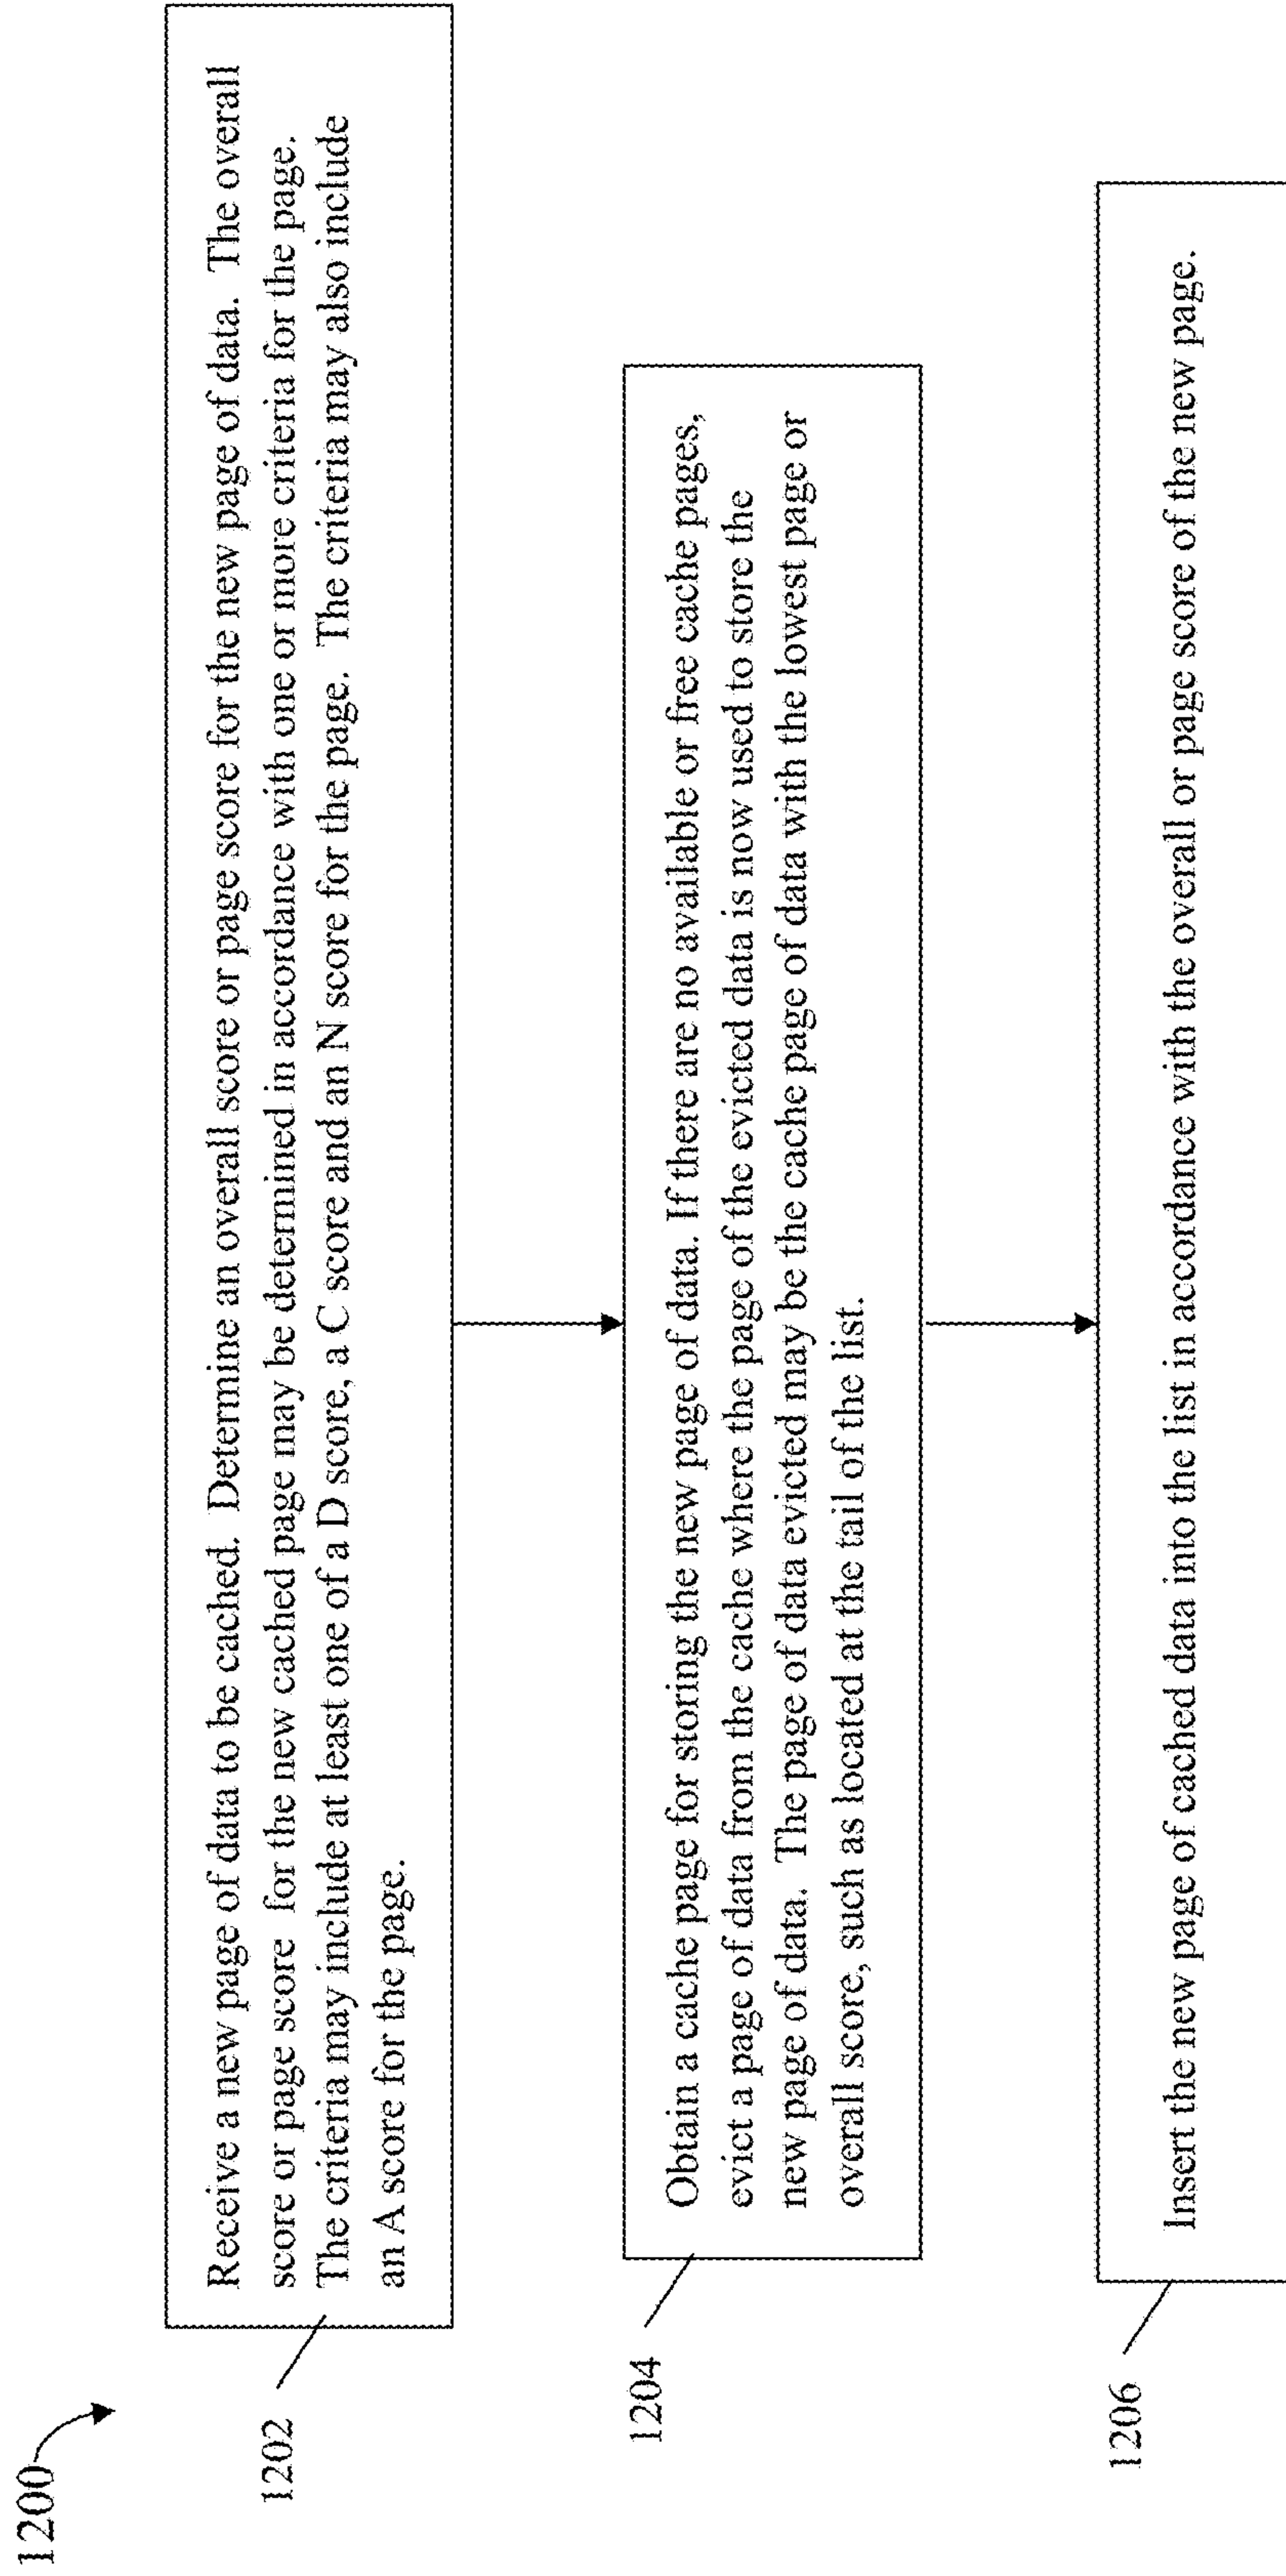 1200
1202
Receive a new page of data to be cached. Determine an overall score or page score for the new page of data. The overall
score or page score for the new cached page may be determined in accordance with one or more criteria for the page.
The criteria may include at least one of a D score, a C score and an N score for the page. The criteria may also include
an A score for the page.
1204
Obtain a cache page for storing the new page of data. If there are no available or free cache pages,
evict a page of data from the cache where the page of the evicted data is now used to store the
new page of data. The page of data evicted may be the cache page of data with the lowest page or
overall score, such as located at the tail of the list.
1206
Insert the new page of cached data into the list in accordance with the overall or page score of the new page.